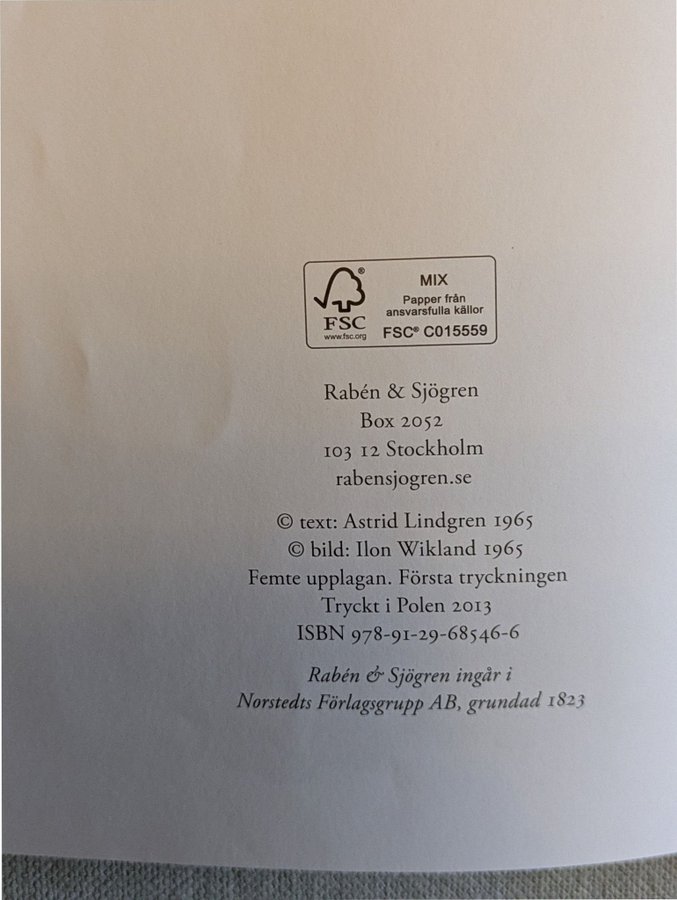 MIX
Papper från
ansvarsfulla källor
FSC® C015559
®
FSC
www.fsc.org
Rabén & Sjögren
Box 2052
103 12 Stockholm
rabensjogren.se
© text: Astrid Lindgren 1965
© bild: Ilon Wikland 1965
Femte upplagan. Första tryckningen
Tryckt i Polen 2013
ISBN 978-91-29-68546-6
Rabén & Sjögren ingår i
Norstedts Förlagsgrupp AB, grundad 1823